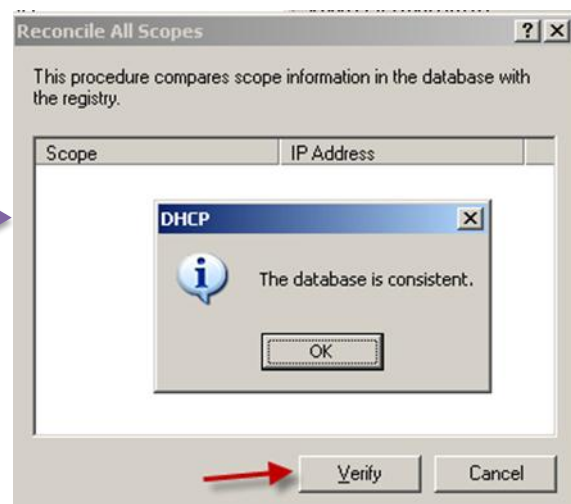 Reconcile All Scopes
This procedure compares scope information in the database with
the registry.
Scope IP Address
DHCP
The database is consistent.
OK
Verify Cancel